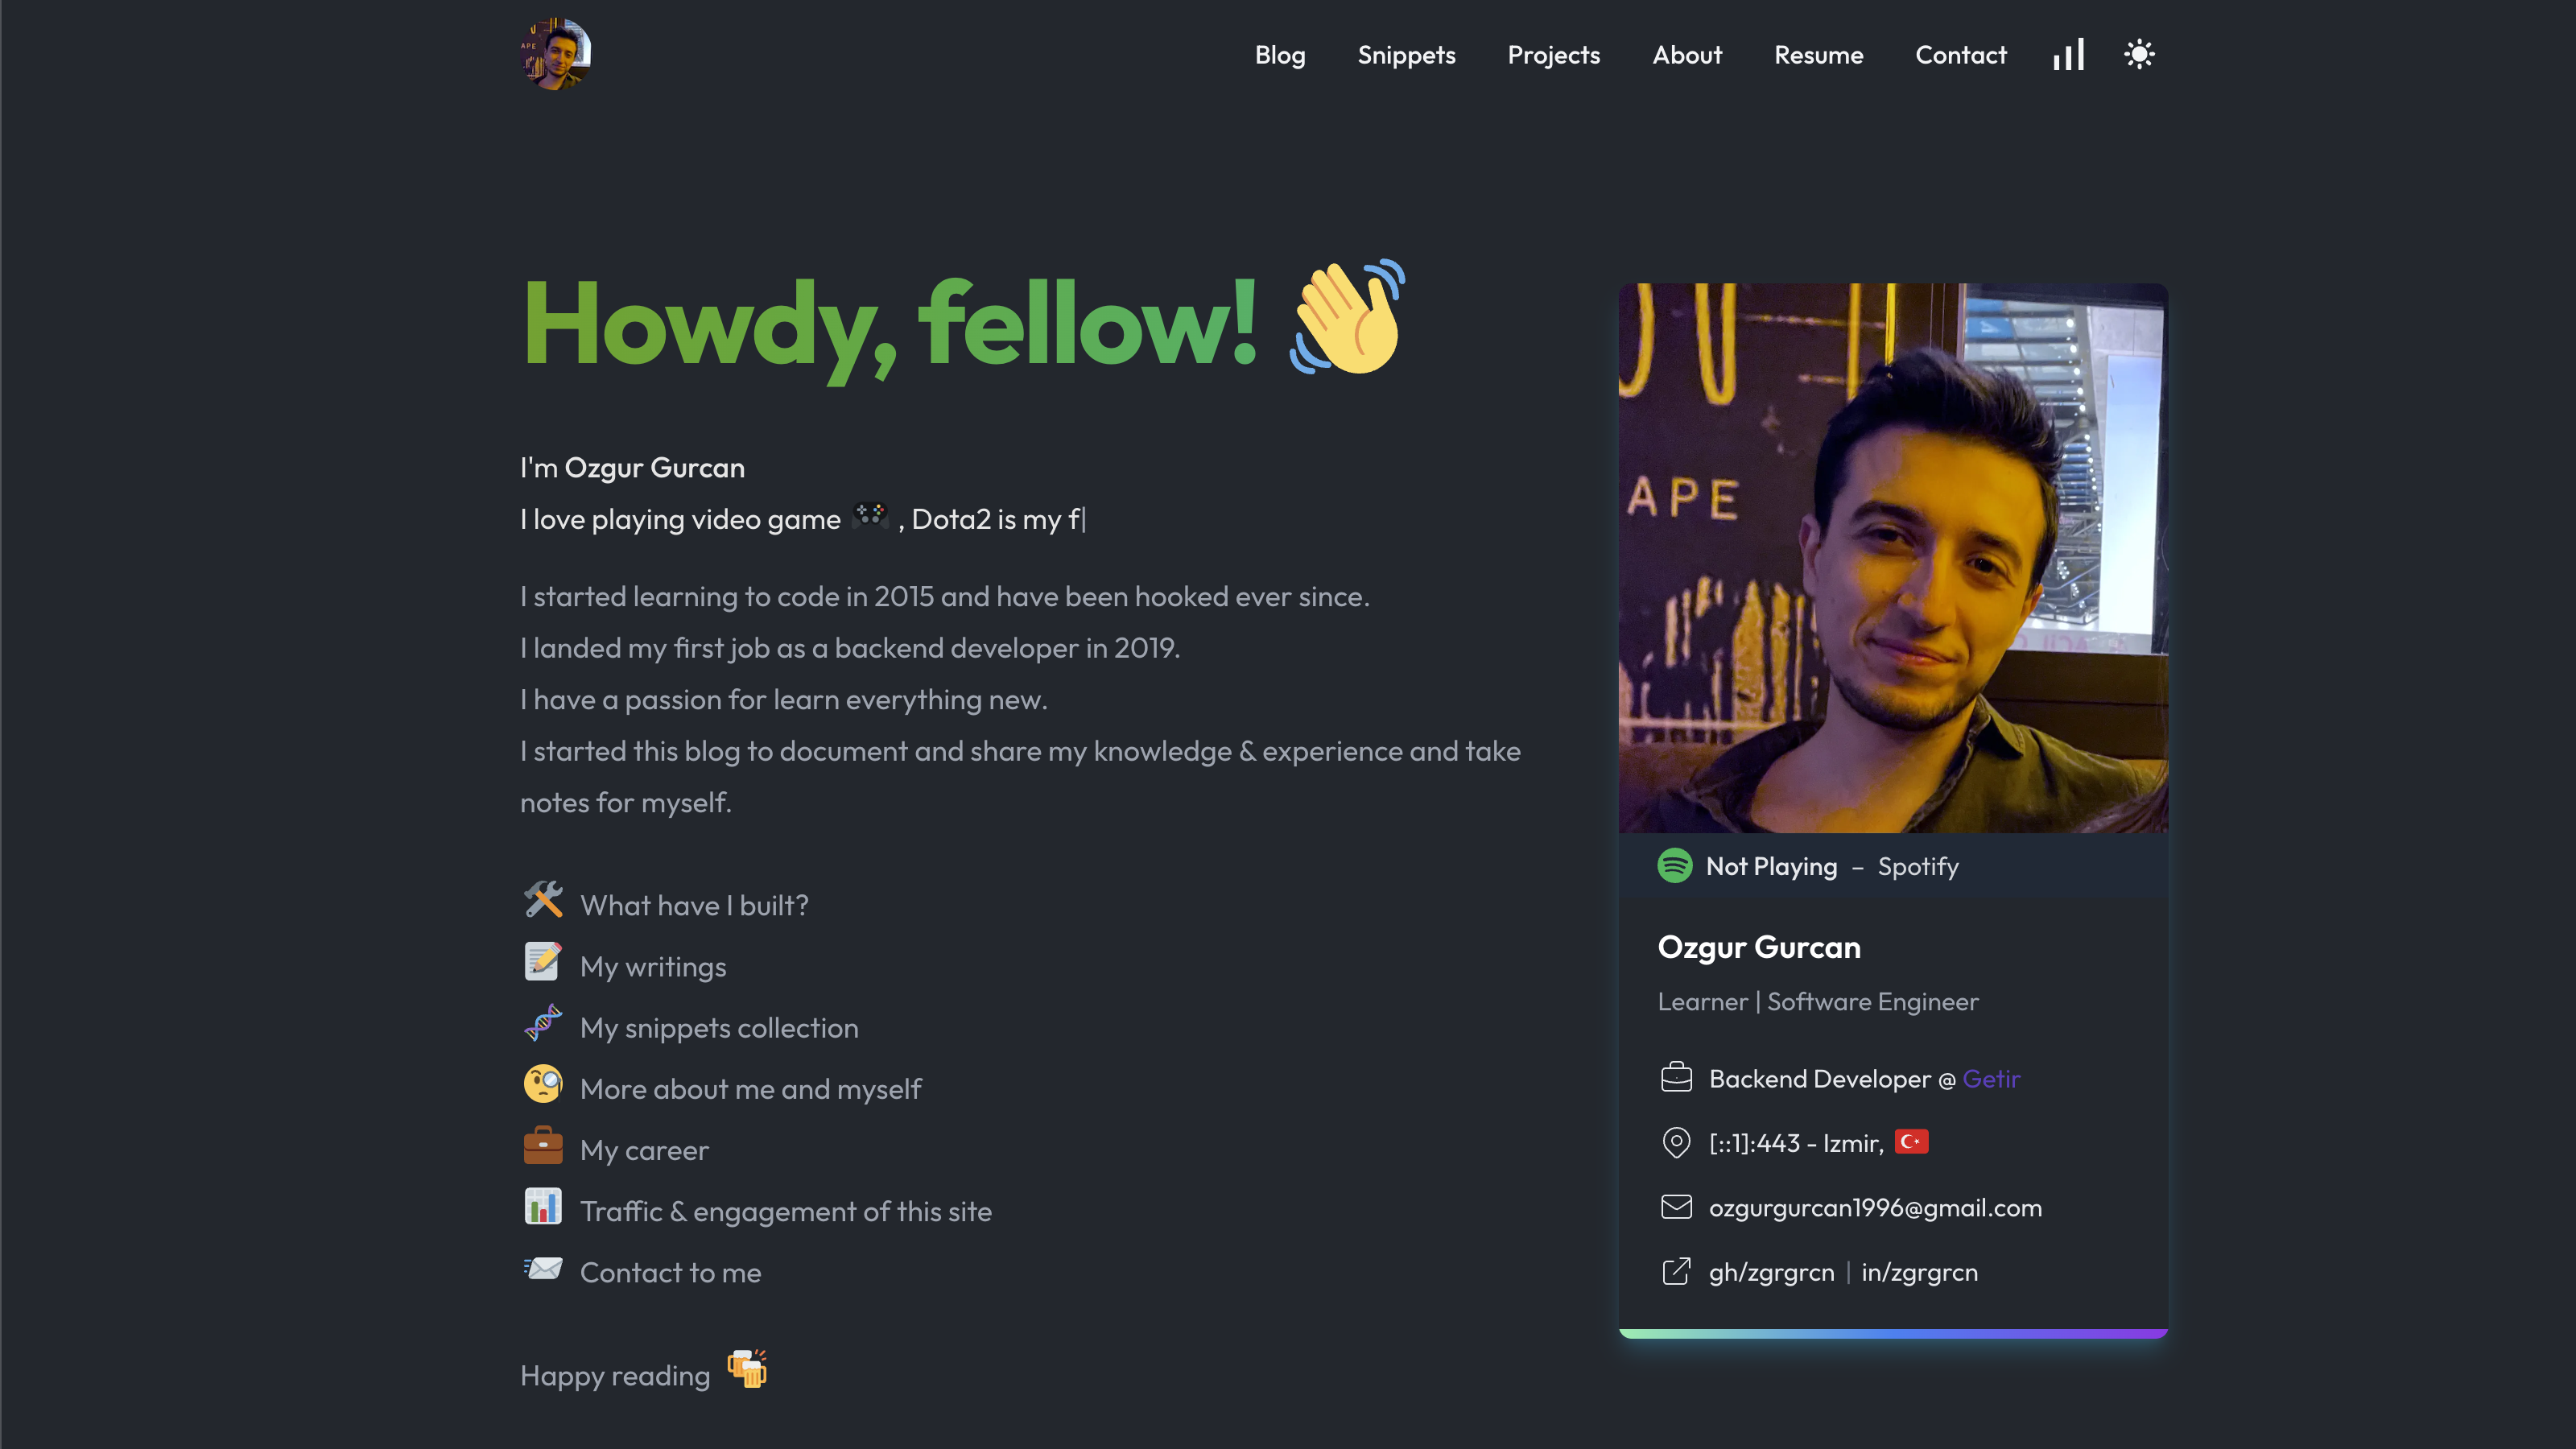 APE
Blog Snippets Projects About Resume Contact
Howdy, fellow! 👋
I'm Ozgur Gurcan
I love playing video game 🎮 , Dota2 is my f|
I started learning to code in 2015 and have been hooked ever since.
I landed my first job as a backend developer in 2019.
I have a passion for learn everything new.
I started this blog to document and share my knowledge & experience and take
notes for myself.
🛠 What have I built?
📝 My writings
🧬 My snippets collection
🧐 More about me and myself
💼 My career
📊 Traffic & engagement of this site
📨 Contact to me
Happy reading 🍻
APE
Not Playing – Spotify
Ozgur Gurcan
Learner | Software Engineer
Backend Developer @ Getir
[::1]:443 - Izmir, 🇹🇷
ozgurgurcan1996@gmail.com
gh/zgrgrcn | in/zgrgrcn